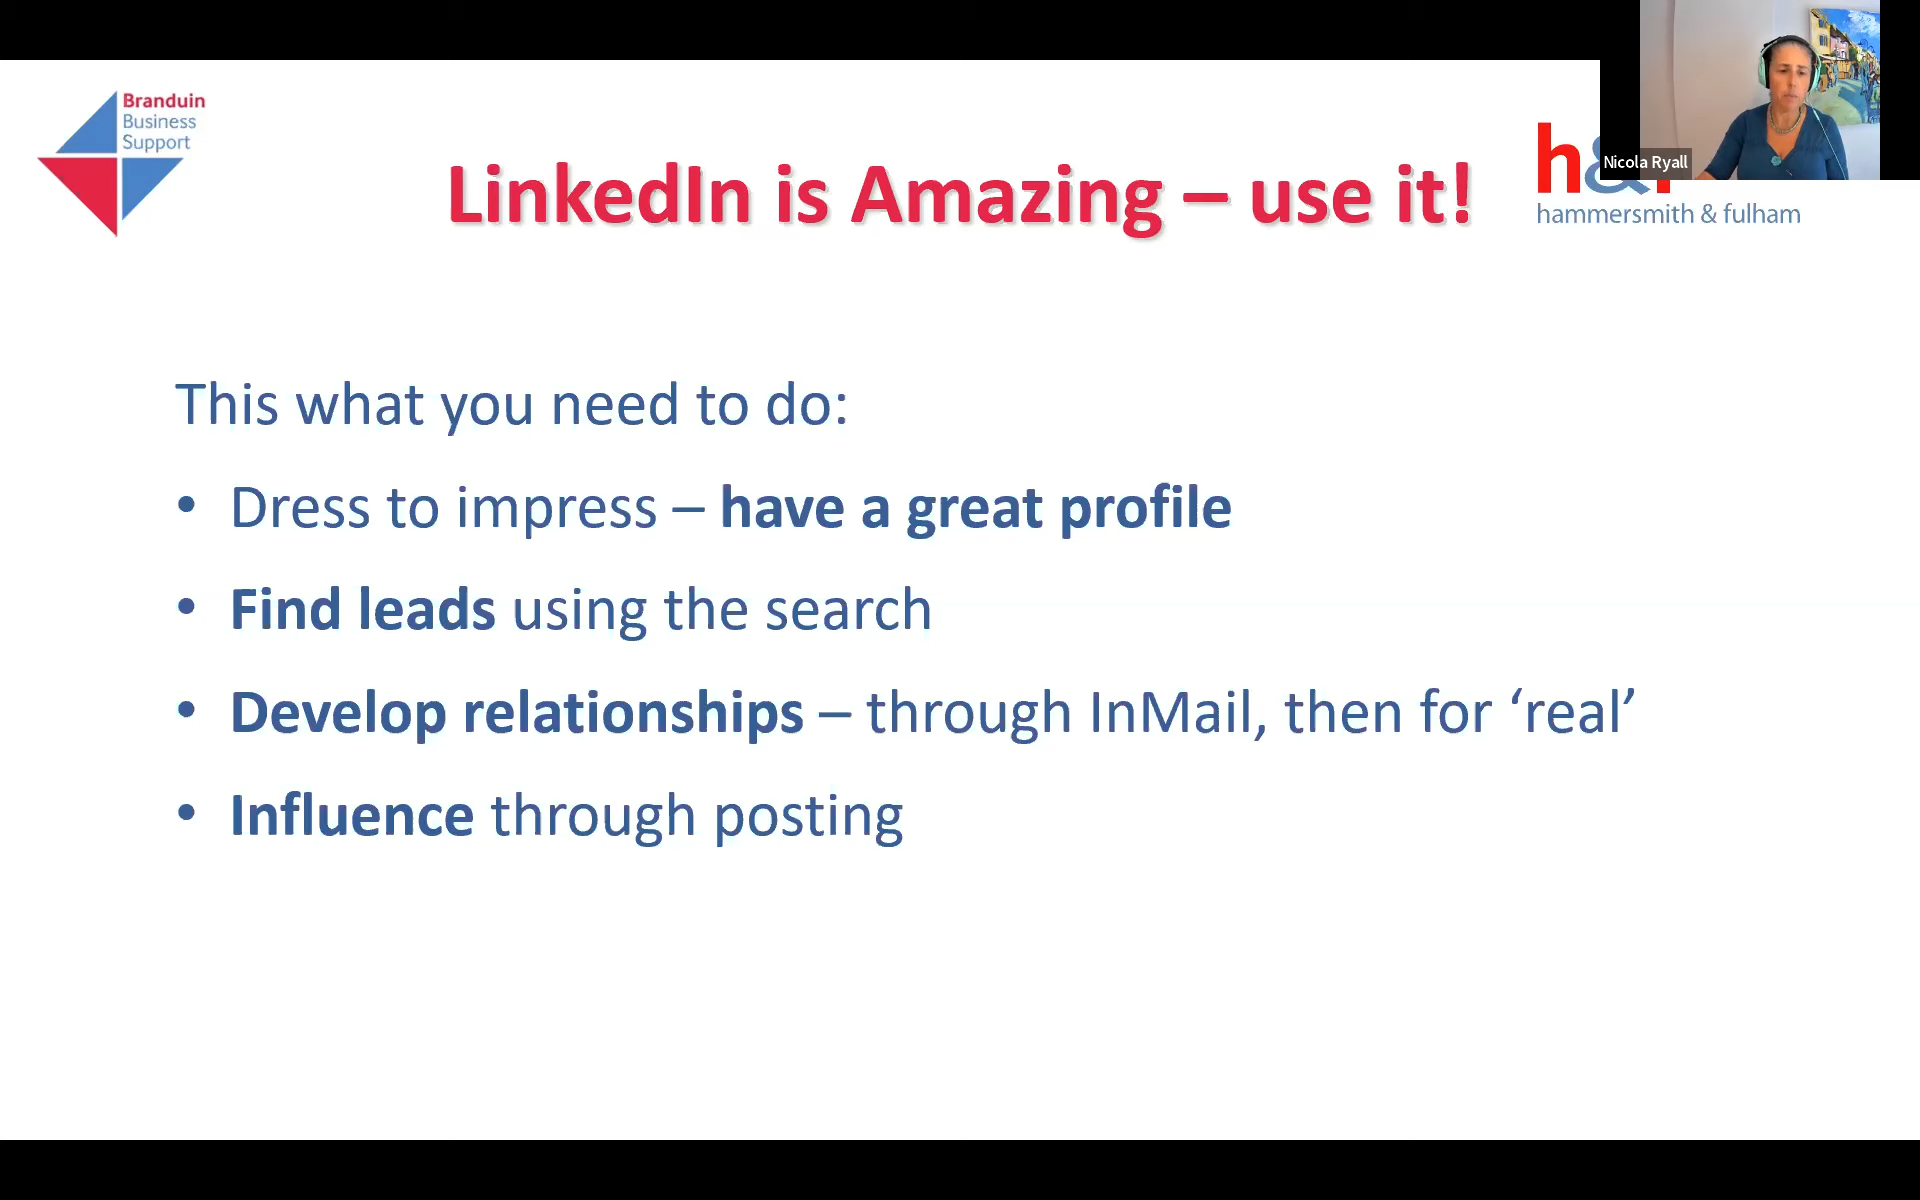 Branduin
Business
Support
LinkedIn is Amazing – use it!
h&f
hammersmith & fulham
Nicola Ryall
This what you need to do:
• Dress to impress – have a great profile
• Find leads using the search
• Develop relationships – through InMail, then for ‘real’
• Influence through posting